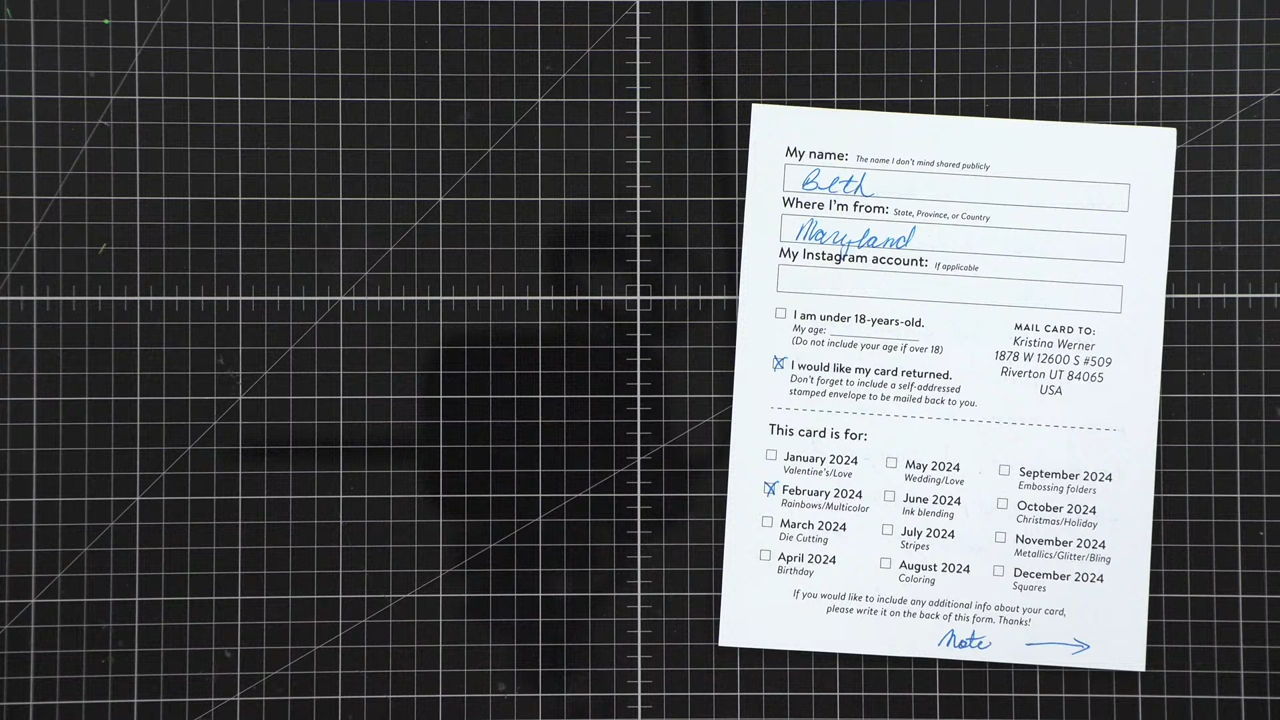 My name: The name I don't mind shared publicly
Beth
Where I'm from: State, Province, or Country
Maryland
My Instagram account: If applicable
I am under 18-years-old.
My age: ____________
(Do not include your age if over 18)
I would like my card returned.
Don't forget to include a self-addressed
stamped envelope to be mailed back to you.
MAIL CARD TO:
Kristina Werner
1878 W 12600 S #509
Riverton UT 84065
USA
This card is for:
January 2024
Valentine's/Love
February 2024
Rainbows/Multicolor
March 2024
Die Cutting
April 2024
Birthday
May 2024
Wedding/Love
June 2024
Ink blending
July 2024
Stripes
August 2024
Coloring
September 2024
Embossing folders
October 2024
Christmas/Holiday
November 2024
Metallics/Glitter/Bling
December 2024
Squares
If you would like to include any additional info about your card,
please write it on the back of this form. Thanks!
Note →